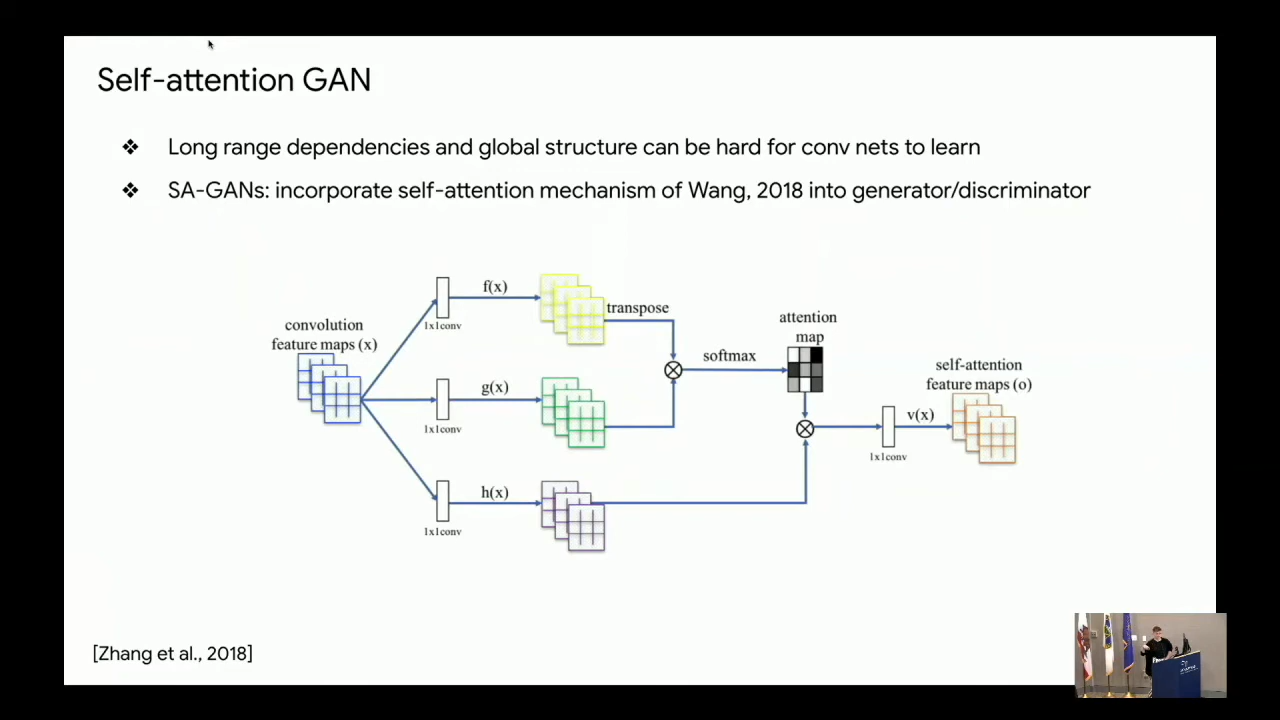 Self-attention GAN
❖ Long range dependencies and global structure can be hard for conv nets to learn
❖ SA-GANs: incorporate self-attention mechanism of Wang, 2018 into generator/discriminator
convolution
feature maps (x)
1x1conv
f(x)
transpose
1x1conv
g(x)
1x1conv
h(x)
softmax
attention
map
1x1conv
v(x)
self-attention
feature maps (o)
[Zhang et al., 2018]